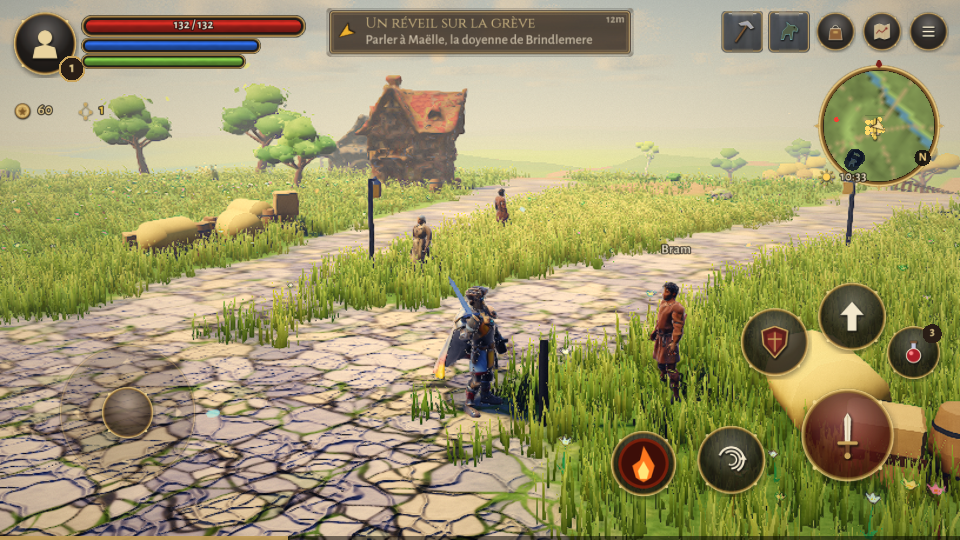 132/132
UN RÉVEIL SUR LA GRÈVE
12m
Parler à Maëlle, la doyenne de Brindlemere
1
60
1
N
10:33
Bram
3